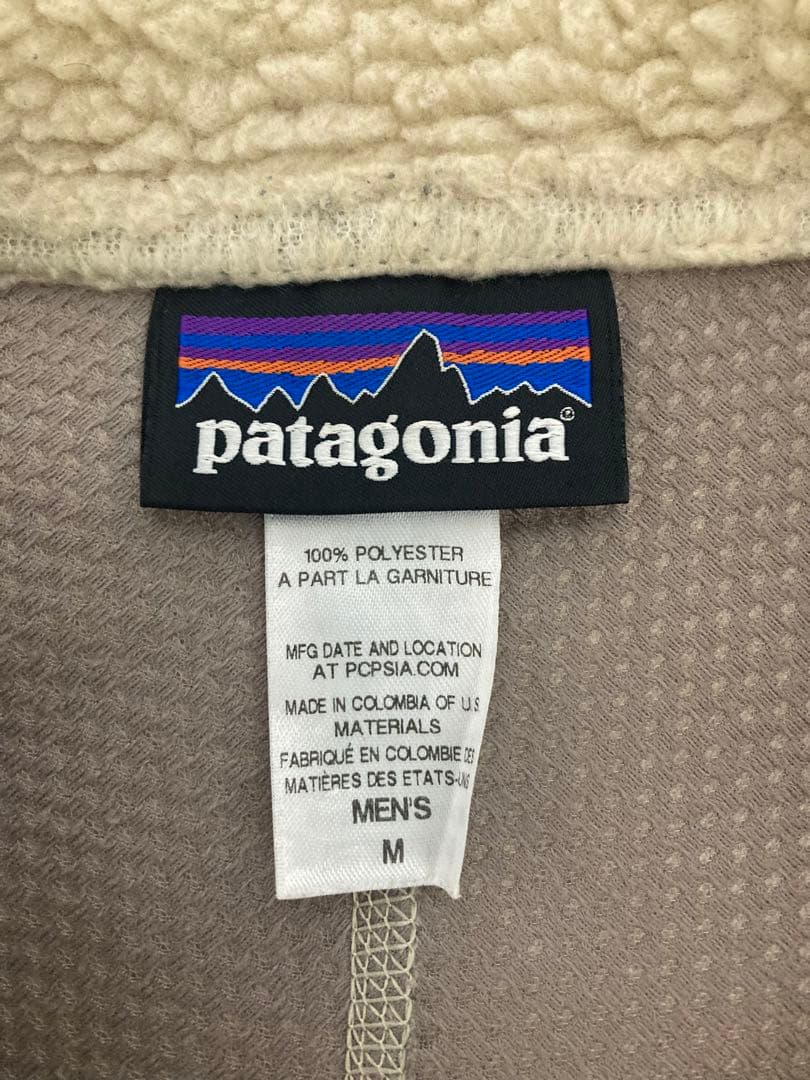 patagonia®
100% POLYESTER
A PART LA GARNITURE
MFG DATE AND LOCATION
AT PCPSIA.COM
MADE IN COLOMBIA OF U.S.
MATERIALS
FABRIQUÉ EN COLOMBIE DES
MATIÈRES DES ETATS-UNIS
MEN'S
M